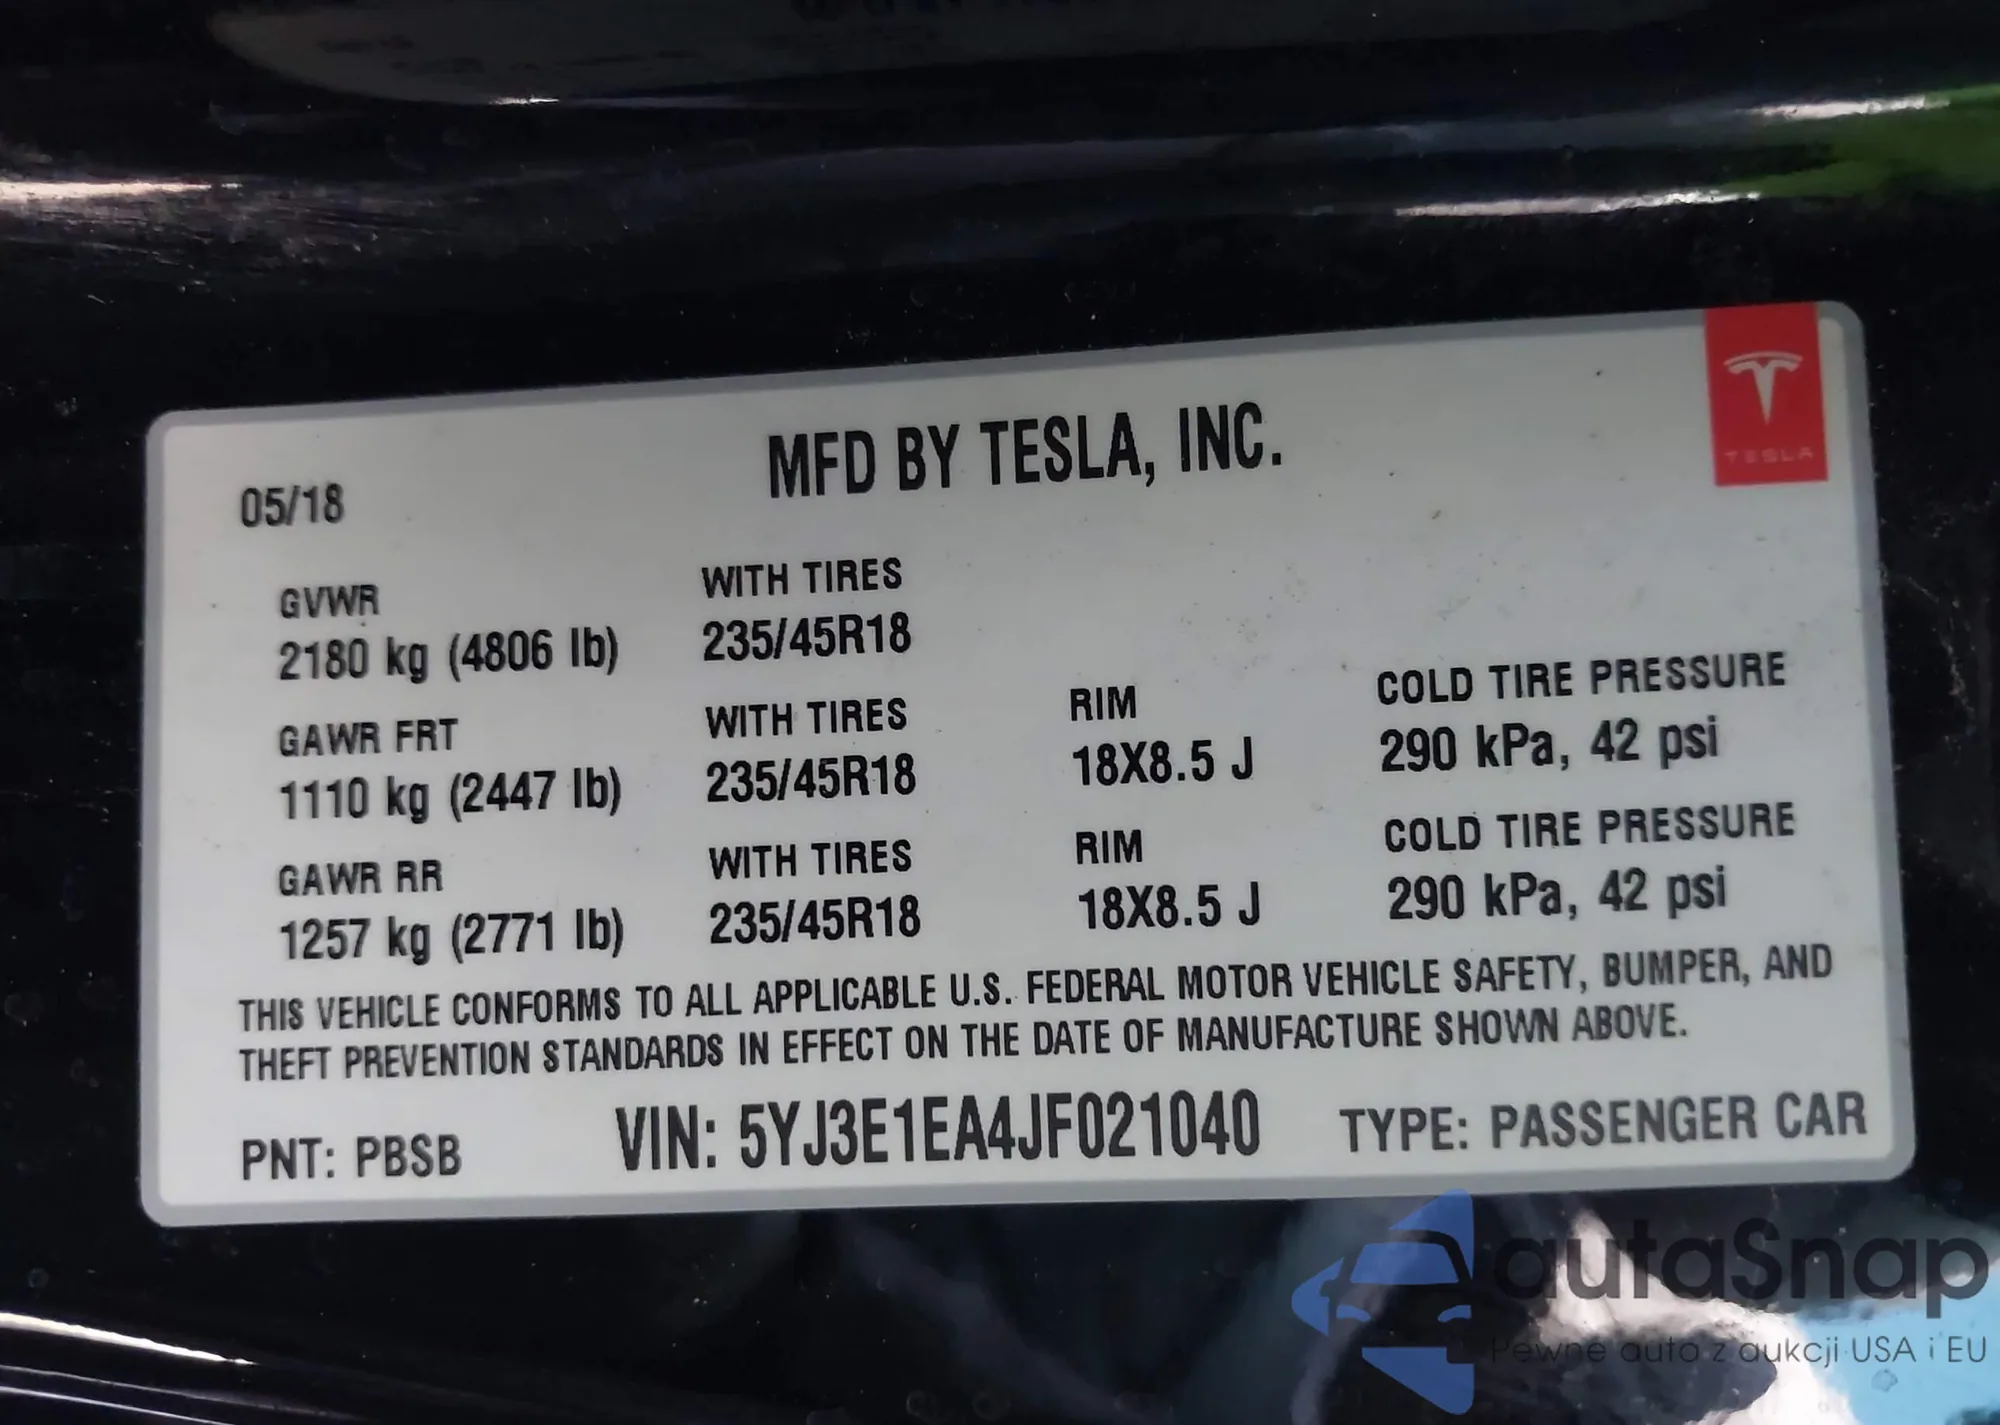 TESLA
MFD BY TESLA, INC.
05/18
GVWR WITH TIRES
2180 kg (4806 lb) 235/45R18
GAWR FRT WITH TIRES RIM COLD TIRE PRESSURE
1110 kg (2447 lb) 235/45R18 18X8.5 J 290 kPa, 42 psi
GAWR RR WITH TIRES RIM COLD TIRE PRESSURE
1257 kg (2771 lb) 235/45R18 18X8.5 J 290 kPa, 42 psi
THIS VEHICLE CONFORMS TO ALL APPLICABLE U.S. FEDERAL MOTOR VEHICLE SAFETY, BUMPER, AND
THEFT PREVENTION STANDARDS IN EFFECT ON THE DATE OF MANUFACTURE SHOWN ABOVE.
PNT: PBSB VIN: 5YJ3E1EA4JF021040 TYPE: PASSENGER CAR
autaSnap
Pewne auta z aukcji USA i EU